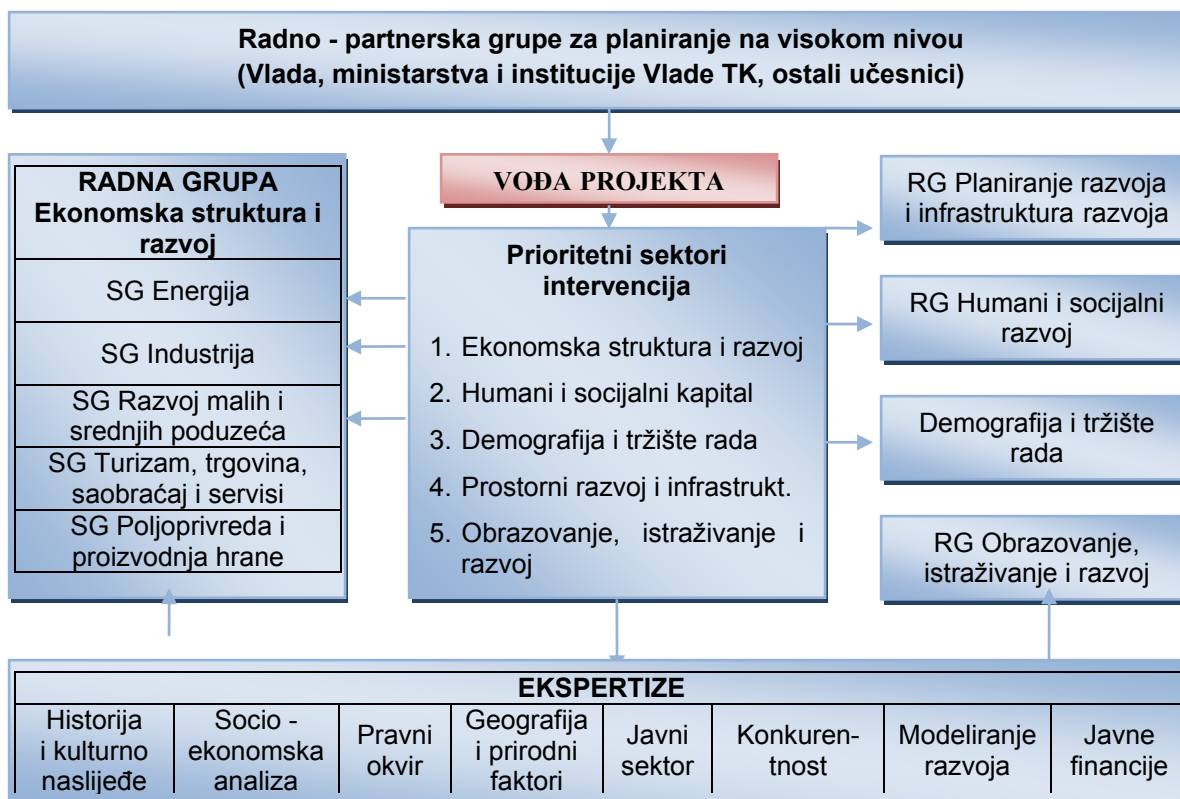 Radno - partnerska grupe za planiranje na visokom nivou
(Vlada, ministarstva i institucije Vlade TK, ostali učesnici)
RADNA GRUPA
Ekonomska struktura i
razvoj
SG Energija
SG Industrija
SG Razvoj malih i
srednjih poduzeća
SG Turizam, trgovina,
saobraćaj i servisi
SG Poljoprivreda i
proizvodnja hrane
VOĐA PROJEKTA
Prioritetni sektori
intervencija
1. Ekonomska struktura i razvoj
2. Humani i socijalni kapital
3. Demografija i tržište rada
4. Prostorni razvoj i infrastrukt.
5. Obrazovanje, istraživanje i
razvoj
RG Planiranje razvoja
i infrastruktura razvoja
RG Humani i socijalni
razvoj
Demografija i tržište
rada
RG Obrazovanje,
istraživanje i razvoj
EKSPERTIZE
Historija
i kulturno
naslijeđe
Socio -
ekonomska
analiza
Pravni
okvir
Geografija
i prirodni
faktori
Javni
sektor
Konkuren-
tnost
Modeliranje
razvoja
Javne
financije